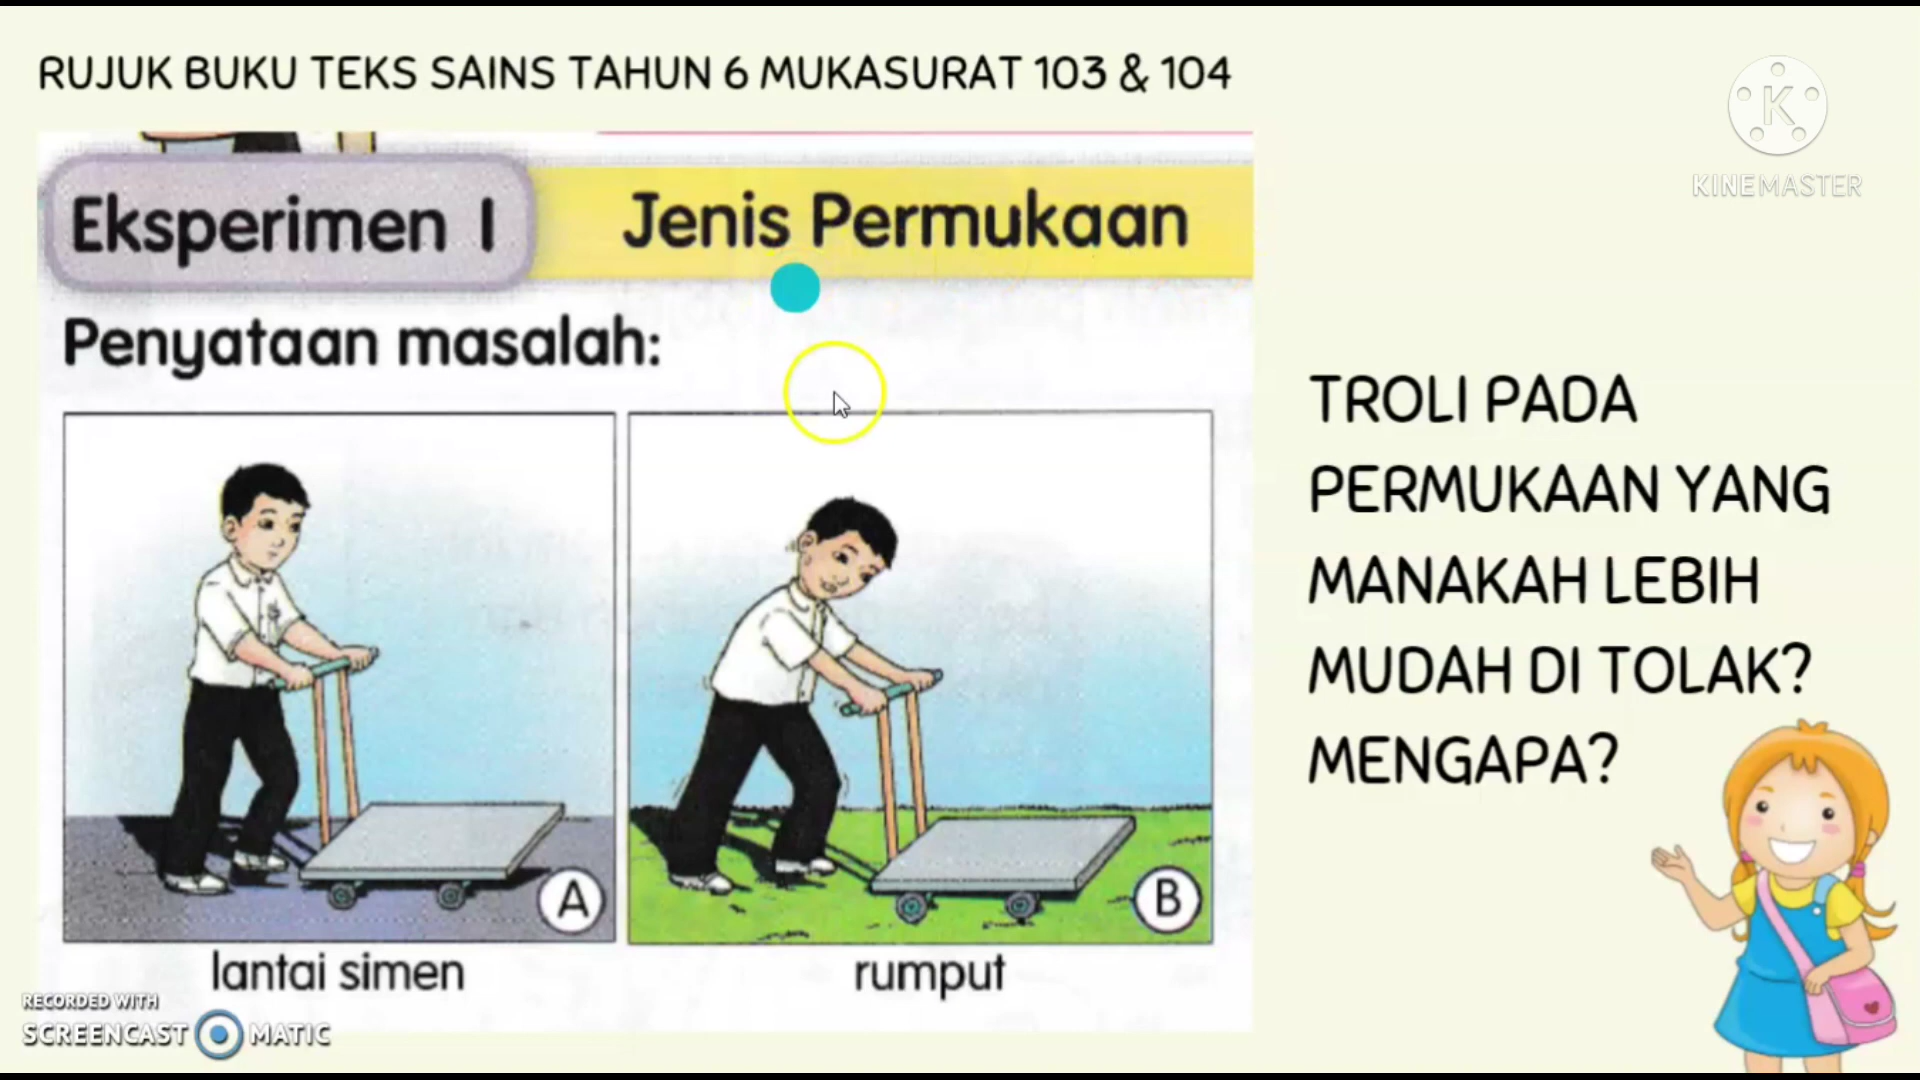 RUJUK BUKU TEKS SAINS TAHUN 6 MUKASURAT 103 & 104
K
KINEMASTER
Eksperimen 1
Jenis Permukaan
Penyataan masalah:
A
B
lantai simen
rumput
TROLI PADA
PERMUKAAN YANG
MANAKAH LEBIH
MUDAH DI TOLAK?
MENGAPA?
RECORDED WITH
SCREENCAST MATIC